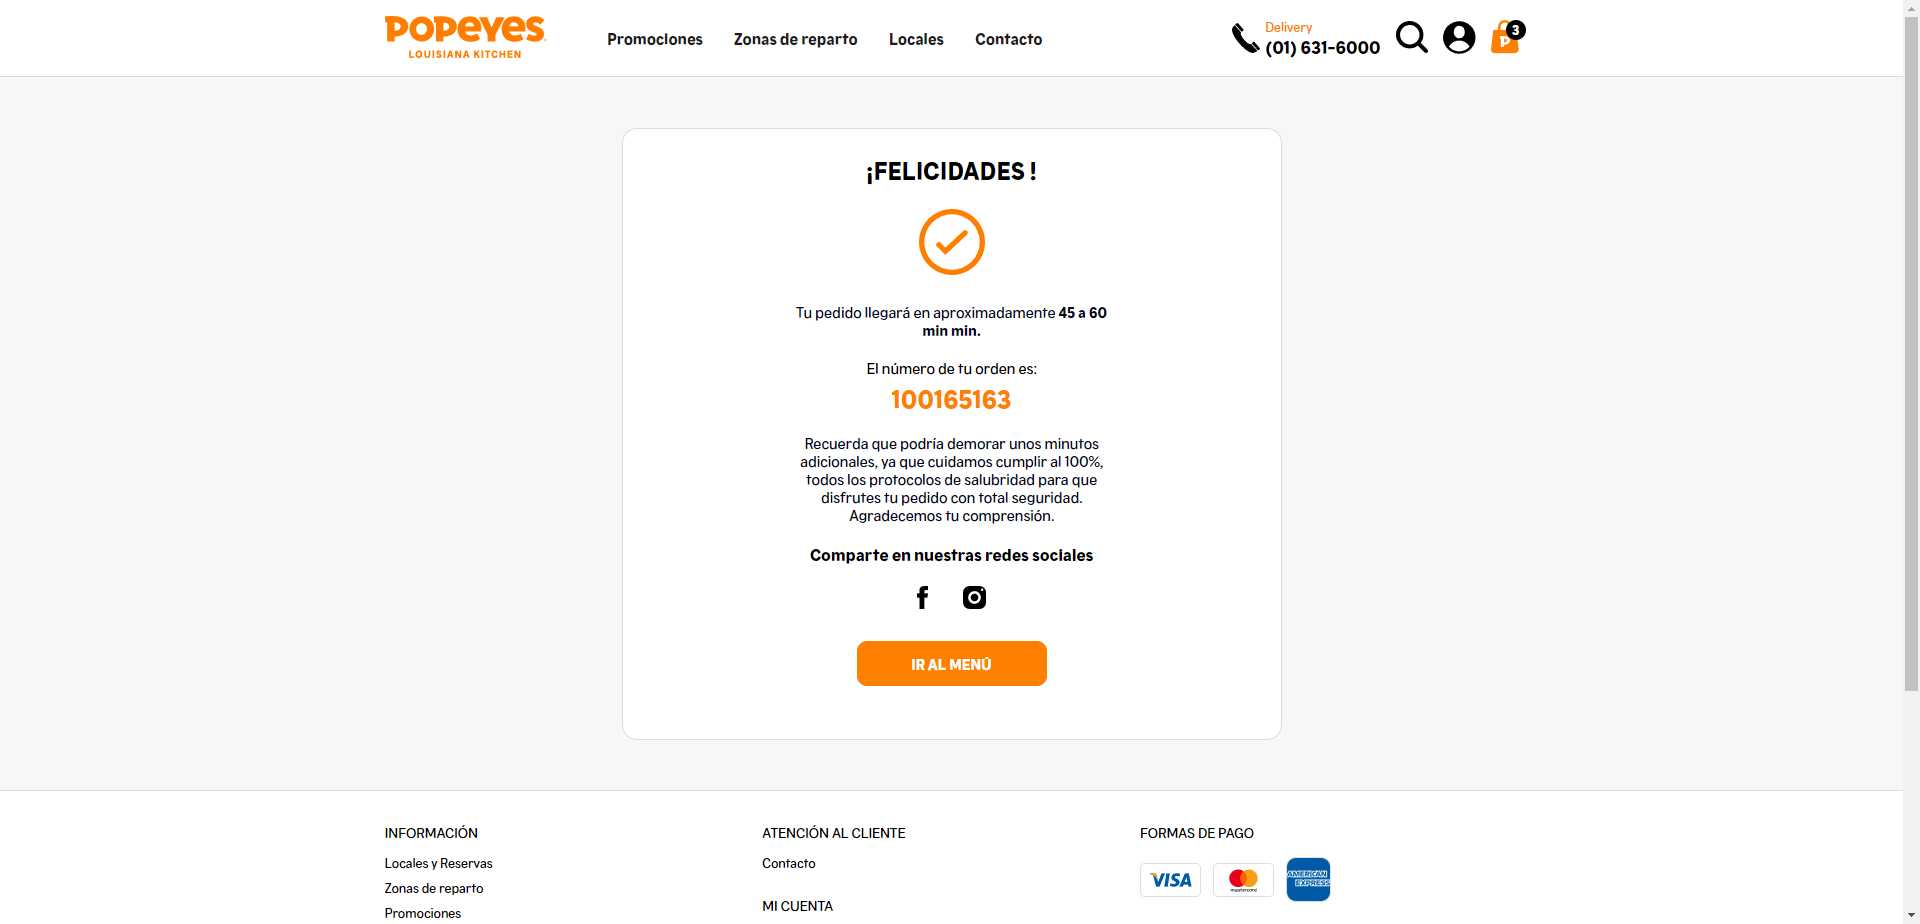 POPEYES
LOUISIANA KITCHEN
Promociones
Zonas de reparto
Locales
Contacto
Delivery
(01) 631-6000
3
P
¡FELICIDADES !
Tu pedido llegará en aproximadamente 45 a 60
min min.
El número de tu orden es:
100165163
Recuerda que podría demorar unos minutos
adicionales, ya que cuidamos cumplir al 100%,
todos los protocolos de salubridad para que
disfrutes tu pedido con total seguridad.
Agradecemos tu comprensión.
Comparte en nuestras redes sociales
IR AL MENÚ
INFORMACIÓN
Locales y Reservas
Zonas de reparto
Promociones
ATENCIÓN AL CLIENTE
Contacto
MI CUENTA
FORMAS DE PAGO
VISA
mastercard
AMERICAN
EXPRESS